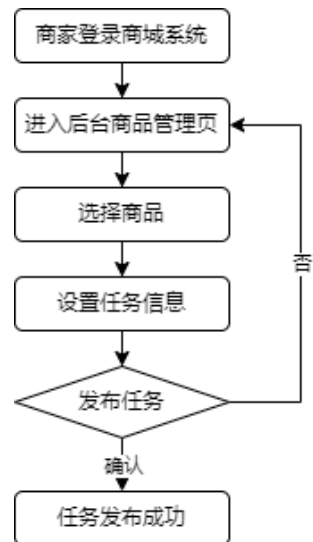 商家登录商城系统
进入后台商品管理页
选择商品
设置任务信息
否
发布任务
确认
任务发布成功